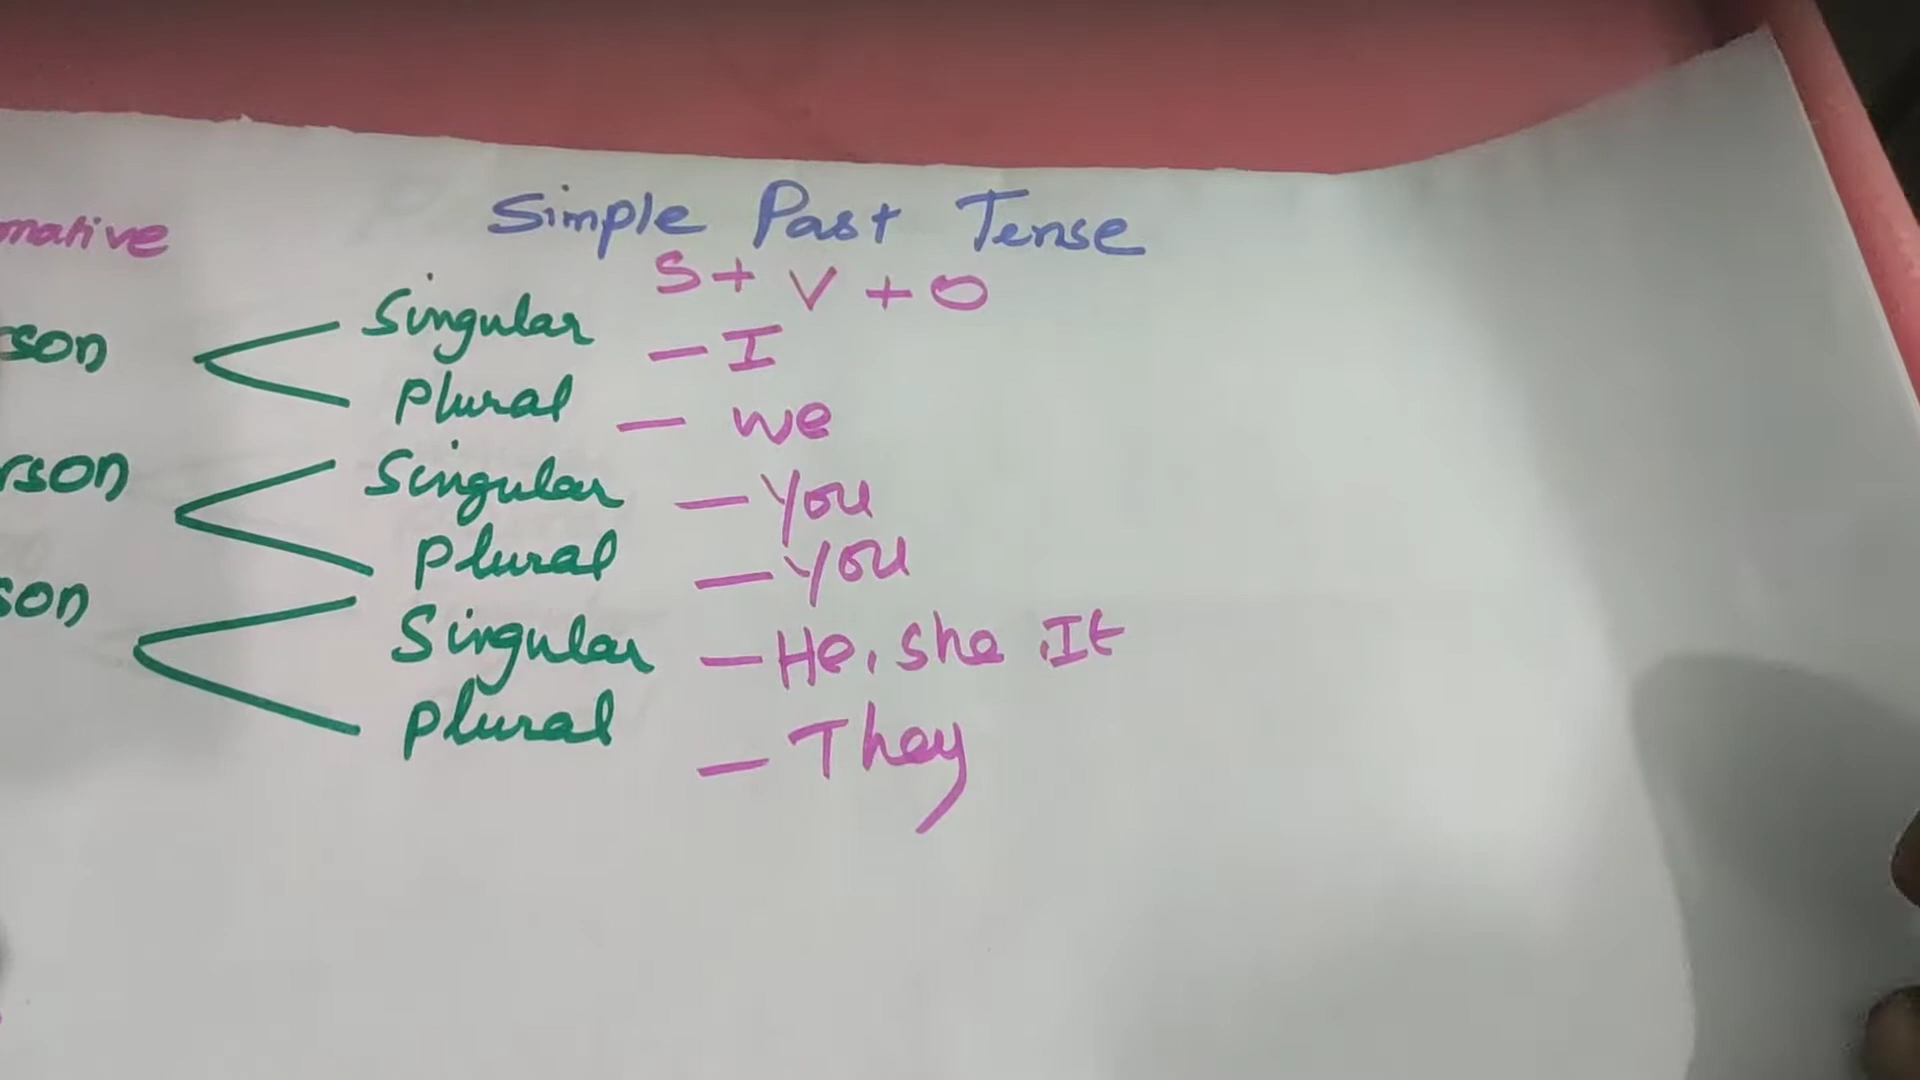 Simple Past Tense
mative
S + V + O
son
Singular - I
Plural - we
rson
Singular - You
Plural - You
son
Singular - He, She, It
Plural - They